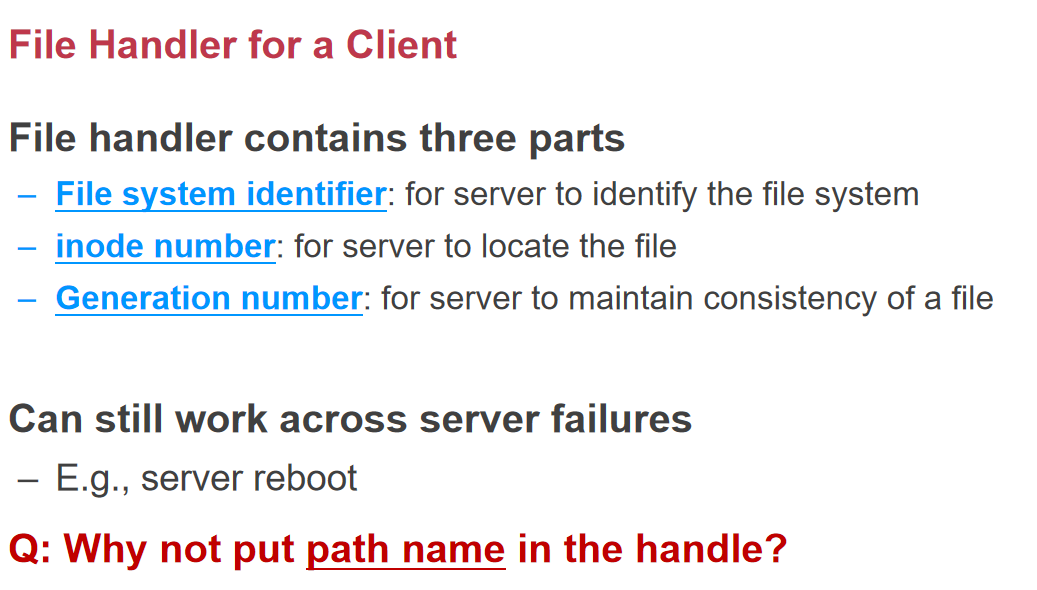 File Handler for a Client
File handler contains three parts
– File system identifier: for server to identify the file system
– inode number: for server to locate the file
– Generation number: for server to maintain consistency of a file
Can still work across server failures
– E.g., server reboot
Q: Why not put path name in the handle?